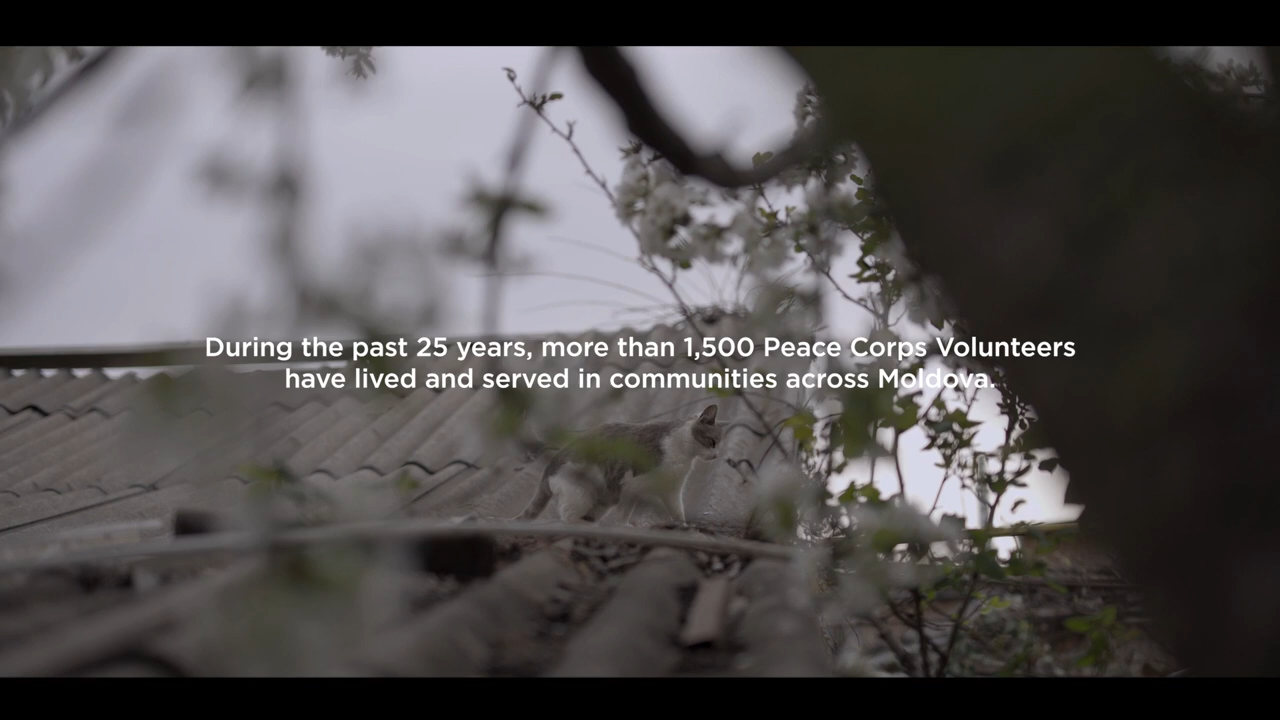 During the past 25 years, more than 1,500 Peace Corps Volunteers
have lived and served in communities across Moldova.